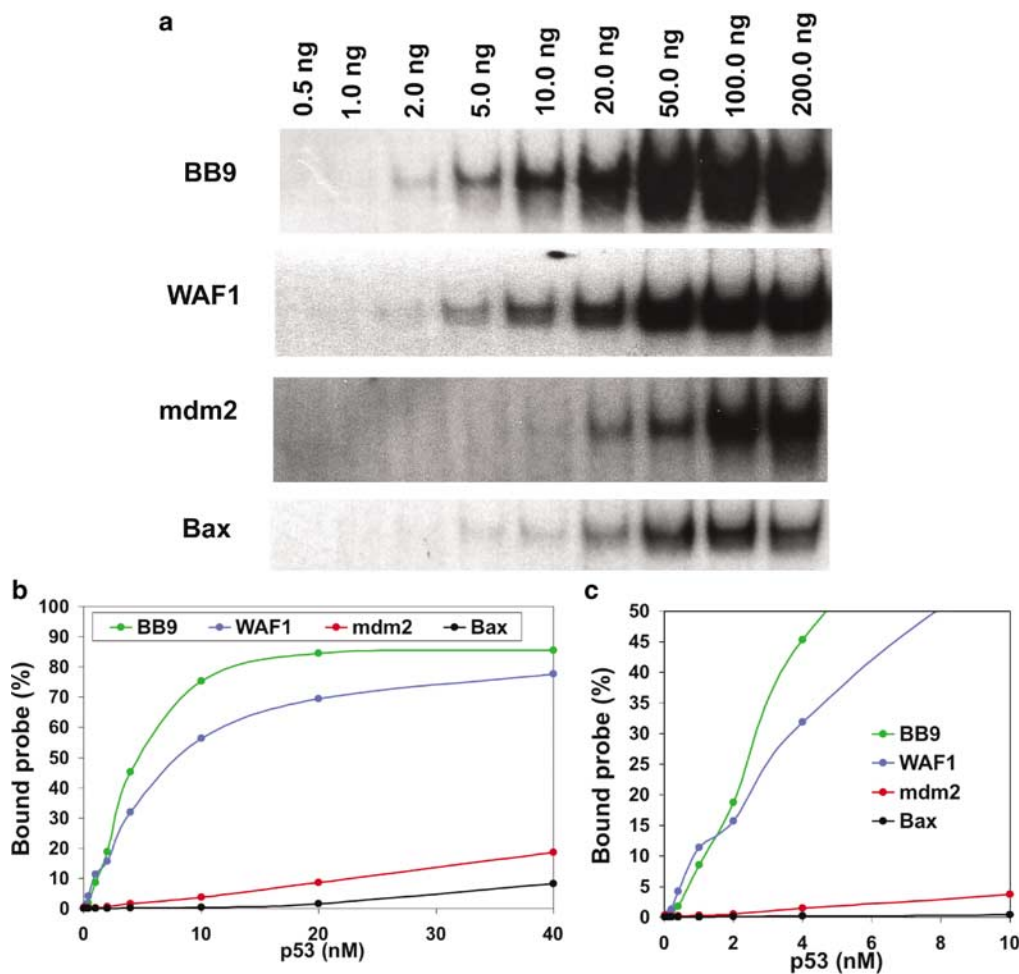 a
0.5 ng 1.0 ng 2.0 ng 5.0 ng 10.0 ng 20.0 ng 50.0 ng 100.0 ng 200.0 ng
BB9
WAF1
mdm2
Bax
b
100
90
80
70
60
50
40
30
20
10
0
Bound probe (%)
BB9 WAF1 mdm2 Bax
0 10 20 30 40
p53 (nM)
c
50
45
40
35
30
25
20
15
10
5
0
Bound probe (%)
BB9
WAF1
mdm2
Bax
0 2 4 6 8 10
p53 (nM)